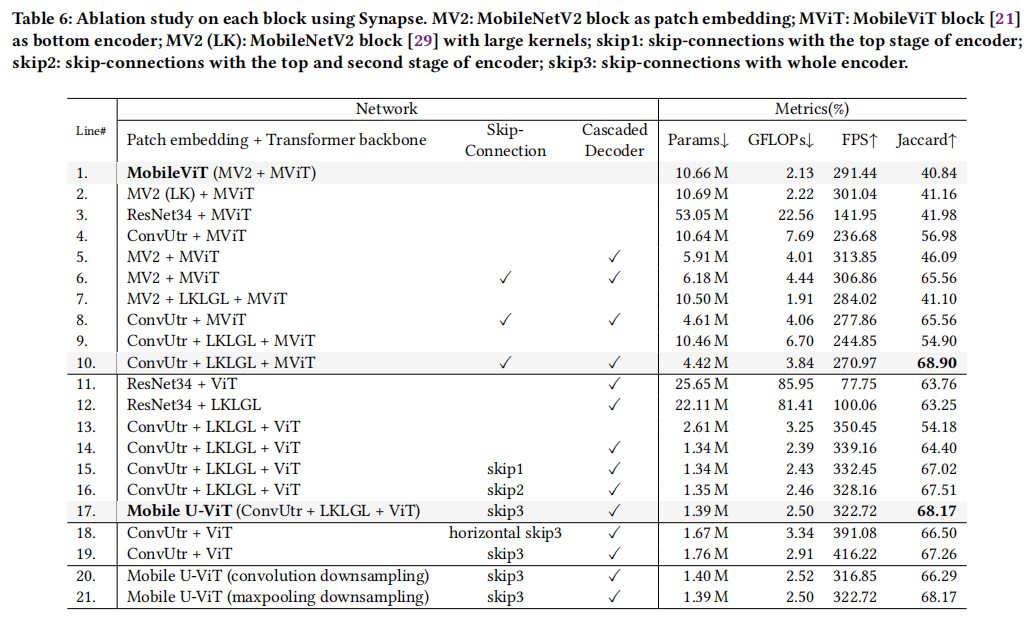 Table 6: Ablation study on each block using Synapse. MV2: MobileNetV2 block as patch embedding; MViT: MobileViT block [21]
as bottom encoder; MV2 (LK): MobileNetV2 block [29] with large kernels; skip1: skip-connections with the top stage of encoder;
skip2: skip-connections with the top and second stage of encoder; skip3: skip-connections with whole encoder.
Line# Network Metrics(%)
Patch embedding + Transformer backbone Skip-Connection Cascaded Decoder Params↓ GFLOPs↓ FPS↑ Jaccard↑
1. MobileViT (MV2 + MViT) 10.66 M 2.13 291.44 40.84
2. MV2 (LK) + MViT 10.69 M 2.22 301.04 41.16
3. ResNet34 + MViT 53.05 M 22.56 141.95 41.98
4. ConvUtr + MViT 10.64 M 7.69 236.68 56.98
5. MV2 + MViT ✓ 5.91 M 4.01 313.85 46.09
6. MV2 + MViT ✓ ✓ 6.18 M 4.44 306.86 65.56
7. MV2 + LKLGL + MViT 10.50 M 1.91 284.02 41.10
8. ConvUtr + MViT ✓ ✓ 4.61 M 4.06 277.86 65.56
9. ConvUtr + LKLGL + MViT 10.46 M 6.70 244.85 54.90
10. ConvUtr + LKLGL + MViT ✓ ✓ 4.42 M 3.84 270.97 68.90
11. ResNet34 + ViT ✓ 25.65 M 85.95 77.75 63.76
12. ResNet34 + LKLGL ✓ 22.11 M 81.41 100.06 63.25
13. ConvUtr + LKLGL + ViT 2.61 M 3.25 350.45 54.18
14. ConvUtr + LKLGL + ViT ✓ 1.34 M 2.39 339.16 64.40
15. ConvUtr + LKLGL + ViT skip1 ✓ 1.34 M 2.43 332.45 67.02
16. ConvUtr + LKLGL + ViT skip2 ✓ 1.35 M 2.46 328.16 67.51
17. Mobile U-ViT (ConvUtr + LKLGL + ViT) skip3 ✓ 1.39 M 2.50 322.72 68.17
18. ConvUtr + ViT horizontal skip3 ✓ 1.67 M 3.34 391.08 66.50
19. ConvUtr + ViT skip3 ✓ 1.76 M 2.91 416.22 67.26
20. Mobile U-ViT (convolution downsampling) skip3 ✓ 1.40 M 2.52 316.85 66.29
21. Mobile U-ViT (maxpooling downsampling) skip3 ✓ 1.39 M 2.50 322.72 68.17